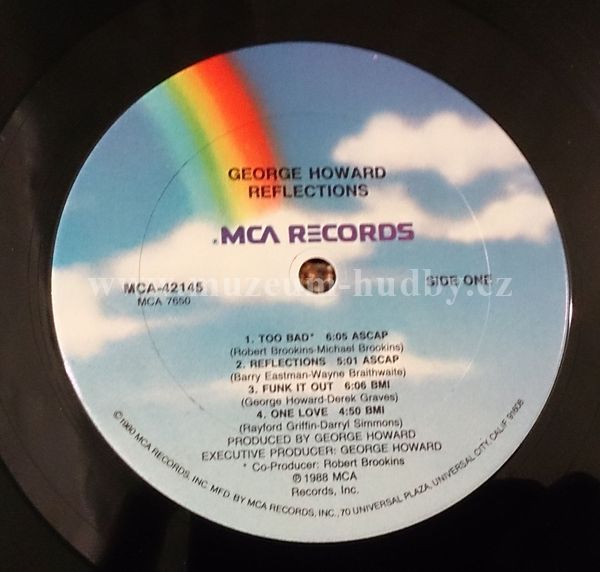 GEORGE HOWARD
REFLECTIONS
MCA RECORDS
MCA-42145
MCA 7650
SIDE ONE
www.muzeum-hudby.cz
1. TOO BAD* 6:05 ASCAP
(Robert Brookins-Michael Brookins)
2. REFLECTIONS 5:01 ASCAP
(Barry Eastman-Wayne Braithwaite)
3. FUNK IT OUT 6:06 BMI
(George Howard-Derek Graves)
4. ONE LOVE 4:50 BMI
(Rayford Griffin-Darryl Simmons)
PRODUCED BY GEORGE HOWARD
EXECUTIVE PRODUCER: GEORGE HOWARD
* Co-Producer: Robert Brookins
℗ 1988 MCA
Records, Inc.
©1980 MCA RECORDS, INC. MFD. BY MCA RECORDS, INC., 70 UNIVERSAL PLAZA, UNIVERSAL CITY, CALIF. 91608